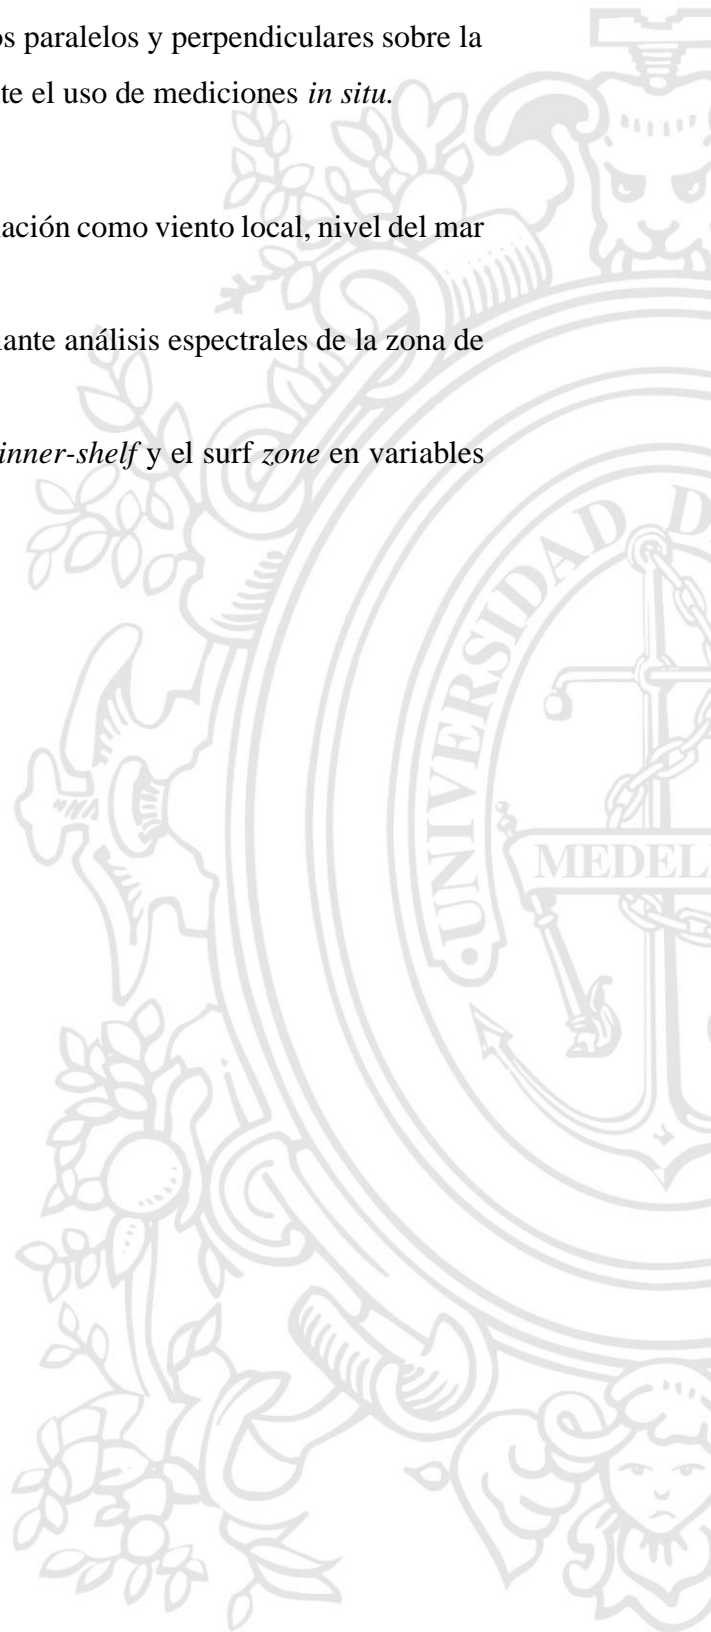 os paralelos y perpendiculares sobre la
te el uso de mediciones in situ.
ación como viento local, nivel del mar
iante análisis espectrales de la zona de
inner-shelf y el surf zone en variables
UNIVERSIDAD D
MEDEL